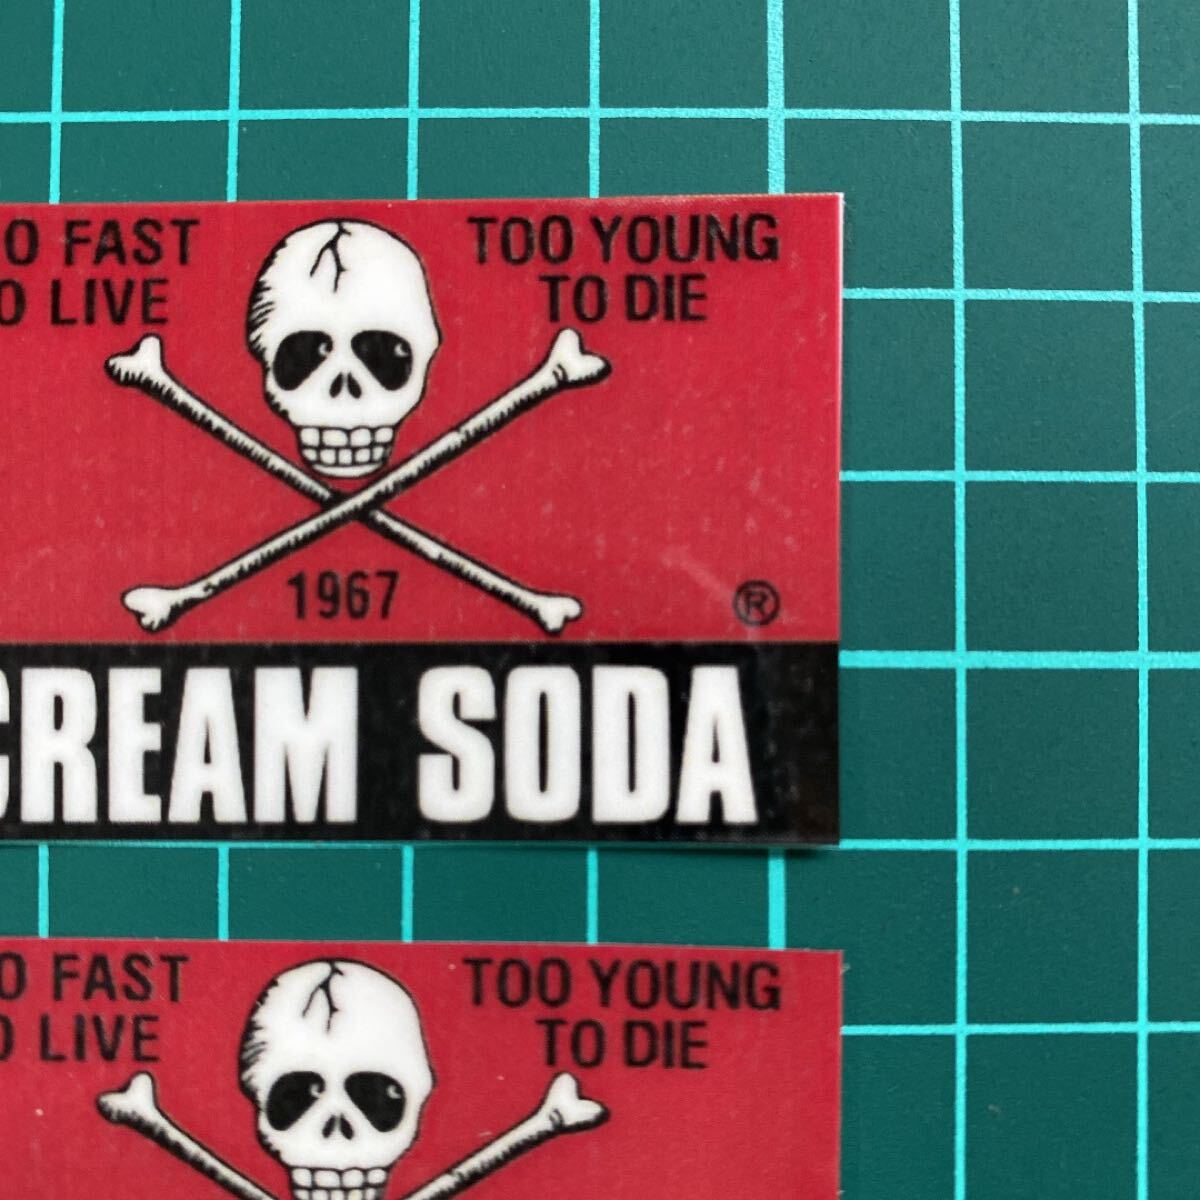 O FAST TOO YOUNG
O LIVE TO DIE
1967
®
CREAM SODA
O FAST TOO YOUNG
O LIVE TO DIE